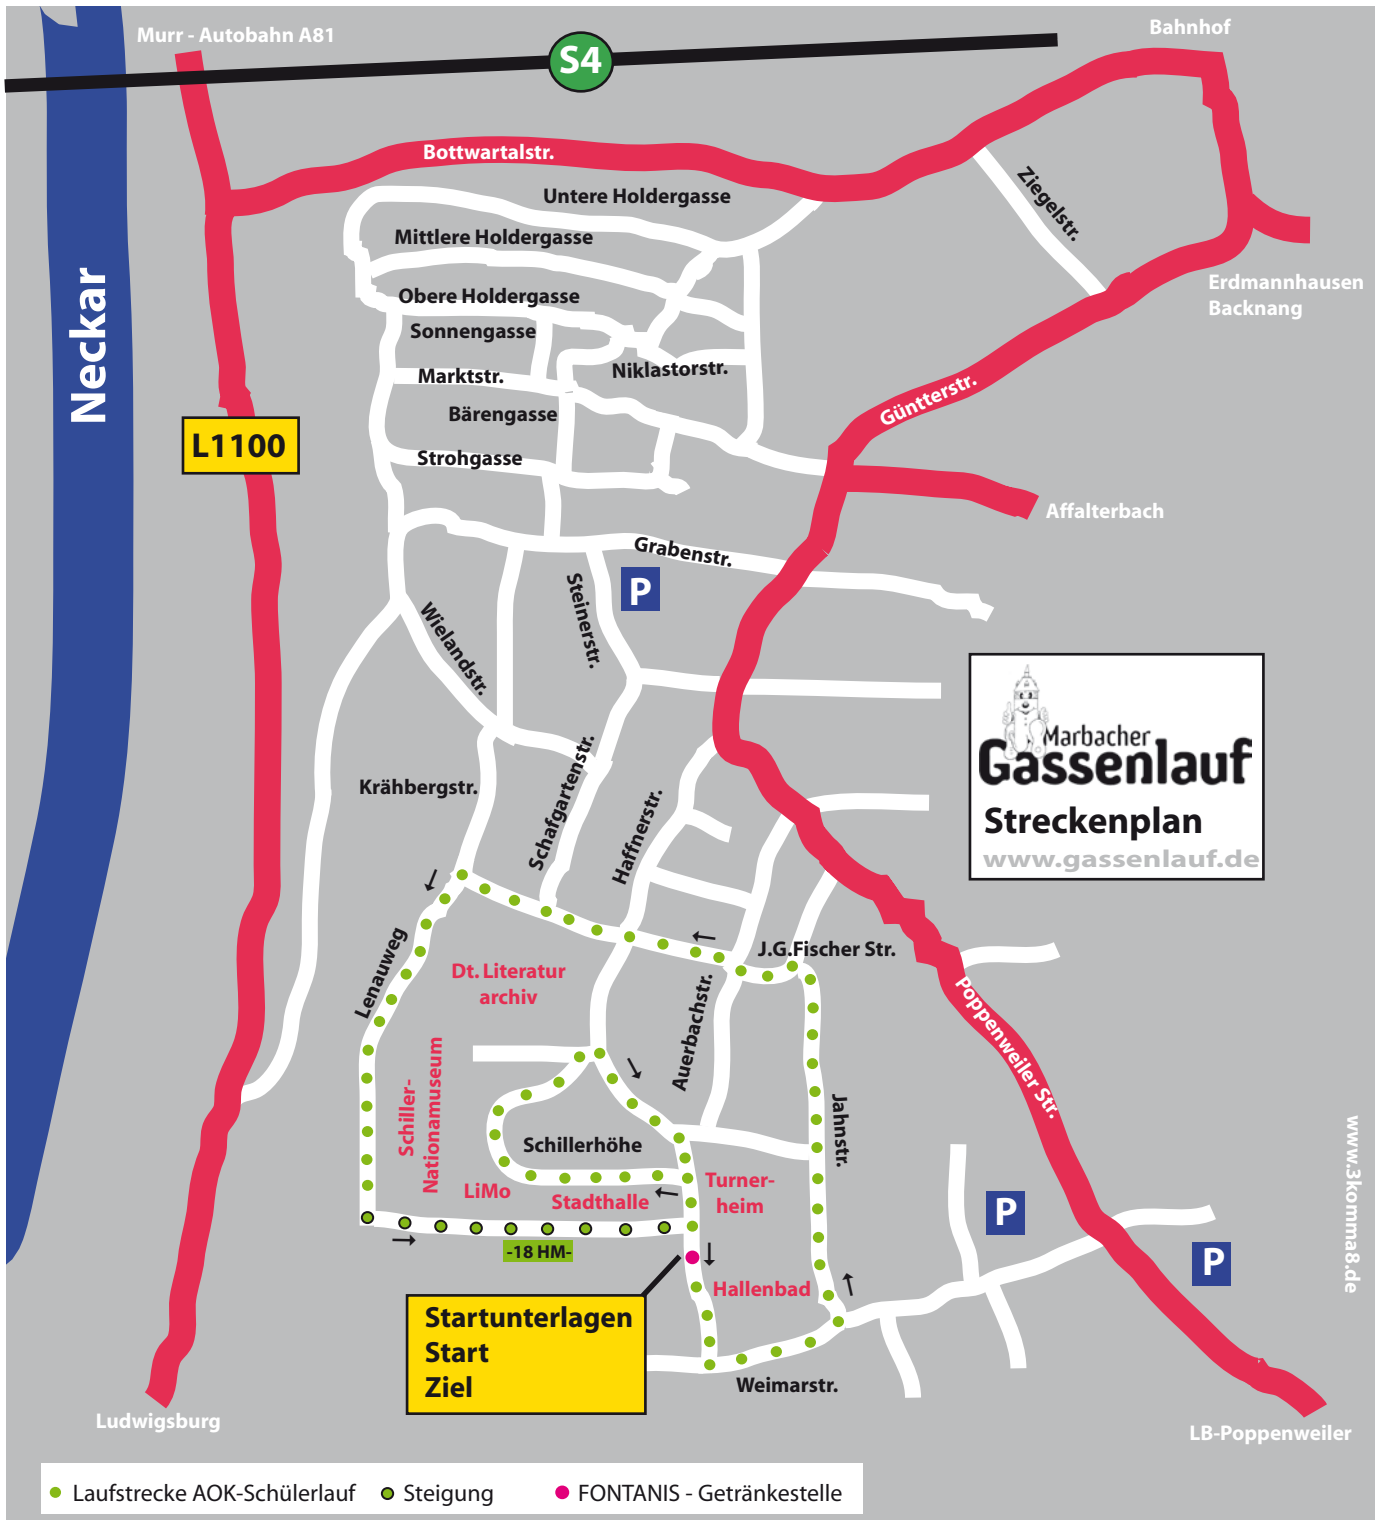 Murr - Autobahn A81
S4
Bahnhof
Bottwartalstr.
Untere Holdergasse
Ziegelstr.
Mittlere Holdergasse
Neckar
Erdmannhausen
Backnang
Obere Holdergasse
Sonnengasse
Niklastorstr.
Marktstr.
Güntterstr.
Bärengasse
L1100
Strohgasse
Affalterbach
Grabenstr.
P
Steinerstr.
Wielandstr.
Marbacher
Gassenlauf
Streckenplan
www.gassenlauf.de
Krähbergstr.
Schafgartenstr.
Haffnerstr.
J.G.Fischer Str.
Lenauweg
Dt. Literatur
archiv
Auerbachstr.
Poppenweiler Str.
Schiller-
Nationamuseum
Jahnstr.
Schillerhöhe
LiMo
Stadthalle
Turner-
heim
P
P
www.3komma8.de
-18 HM-
Hallenbad
Startunterlagen
Start
Ziel
Weimarstr.
Ludwigsburg
LB-Poppenweiler
Laufstrecke AOK-Schülerlauf
Steigung
FONTANIS - Getränkestelle